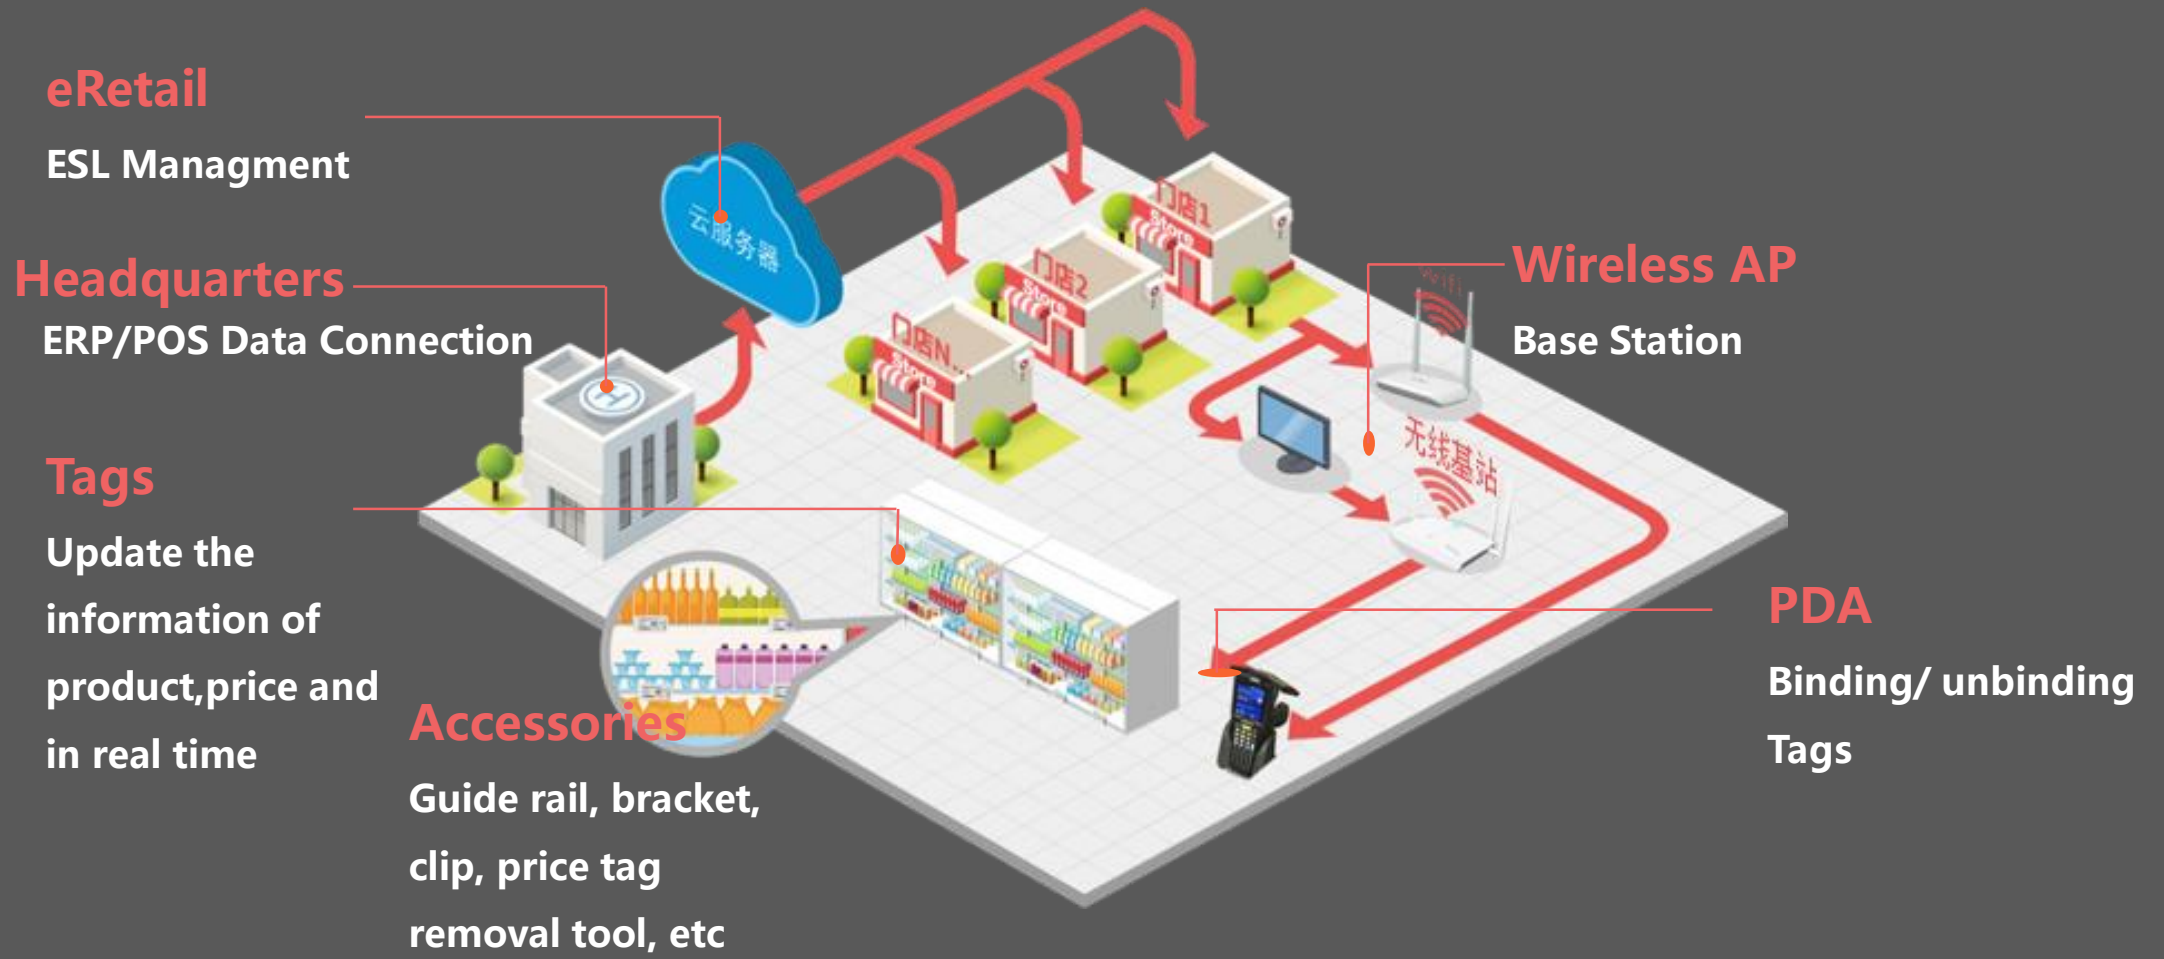 eRetail
ESL Managment
Headquarters
ERP/POS Data Connection
Tags
Update the
information of
product,price and
in real time
Accessories
Guide rail, bracket,
clip, price tag
removal tool, etc
云服务器
门店1
Store
门店2
Store
门店N...
Store
H
Wireless AP
Base Station
无线基站
PDA
Binding/ unbinding
Tags